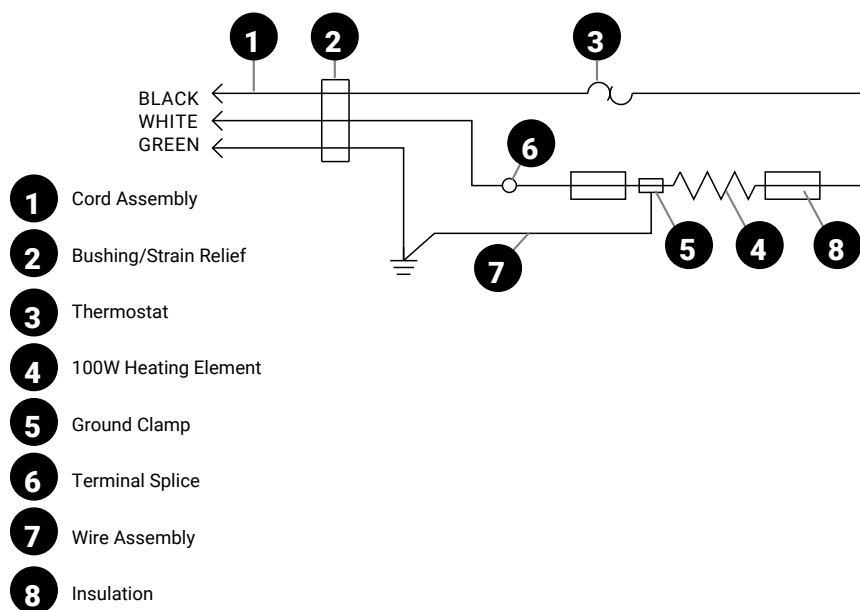 1
2
3
BLACK
WHITE
GREEN
6
1 Cord Assembly
5
4
8
2 Bushing/Strain Relief
7
3 Thermostat
4 100W Heating Element
5 Ground Clamp
6 Terminal Splice
7 Wire Assembly
8 Insulation